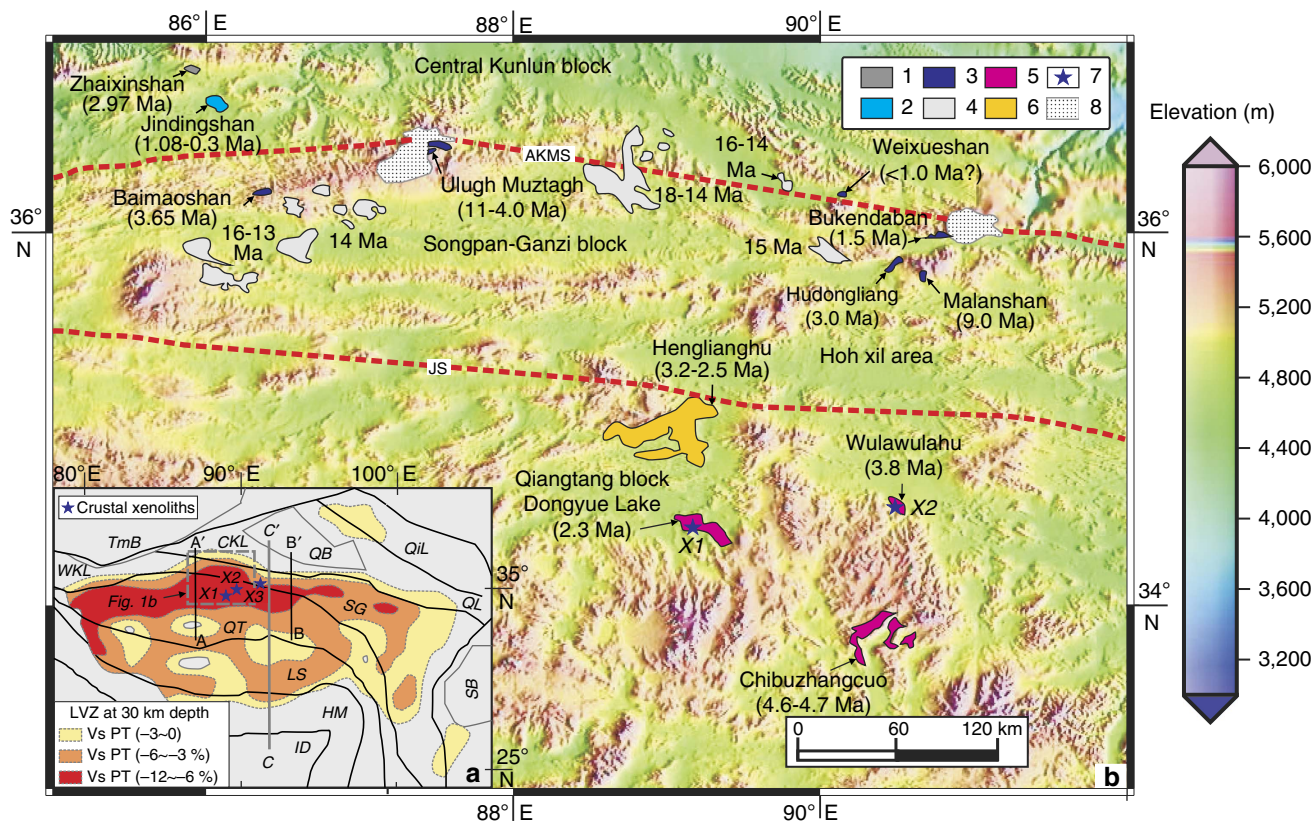 86° E
88° E
90° E
Central Kunlun block
Zhaixinshan
(2.97 Ma)
Jindingshan
(1.08-0.3 Ma)
1
3
5
7
2
4
6
8
Elevation (m)
6,000
5,600
5,200
4,800
4,400
4,000
3,600
3,200
AKMS
16-14
Ma
Weixueshan
(<1.0 Ma?)
Baimaoshan
(3.65 Ma)
Ulugh Muztagh
(11-4.0 Ma)
18-14 Ma
36°
N
36°
N
Bukendaban
(1.5 Ma)
16-13
Ma
14 Ma
Songpan-Ganzi block
15 Ma
Hudongliang
(3.0 Ma)
Malanshan
(9.0 Ma)
JS
Henglianghu
(3.2-2.5 Ma)
Hoh xil area
Wulawulahu
(3.8 Ma)
X2
Qiangtang block
Dongyue Lake
(2.3 Ma)
X1
34°
N
Chibuzhangcuo
(4.6-4.7 Ma)
0
60
120 km
88° E
90° E
b
80° E
90° E
100° E
Crustal xenoliths
TmB
A'
CKL
C'
B'
QB
QiL
WKL
X2
X1
X3
Fig. 1b
35°
N
SG
QL
A
QT
B
LS
SB
HM
ID
C
25°
N
LVZ at 30 km depth
Vs PT (−3~0)
Vs PT (−6~−3 %)
Vs PT (−12~−6 %)
a